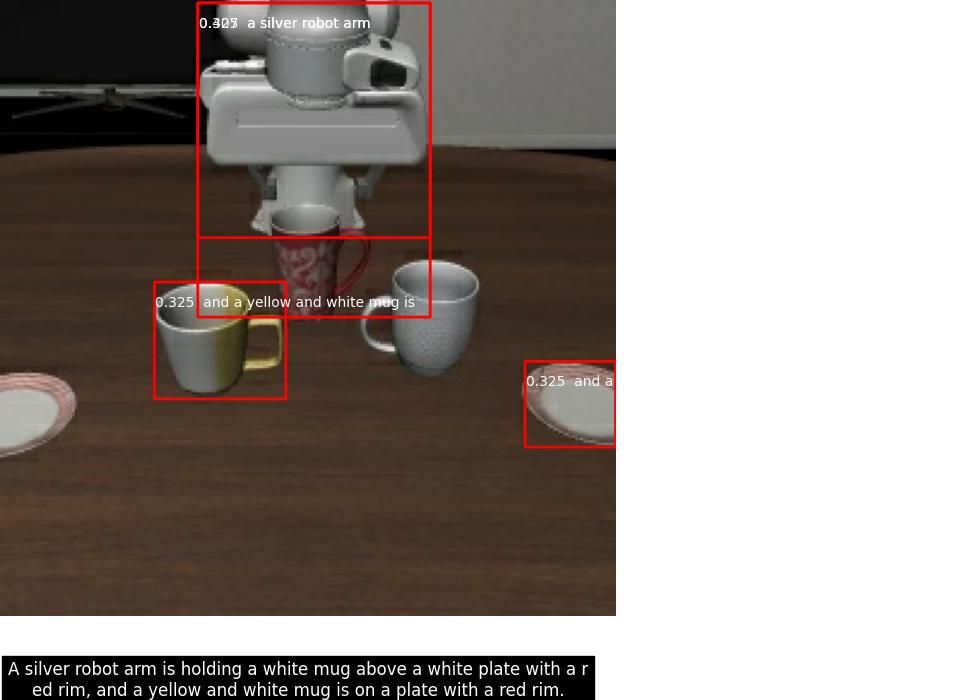 a silver robot arm
0.325 and a yellow and white mug is
0.325 and a
A silver robot arm is holding a white mug above a white plate with a r
ed rim, and a yellow and white mug is on a plate with a red rim.